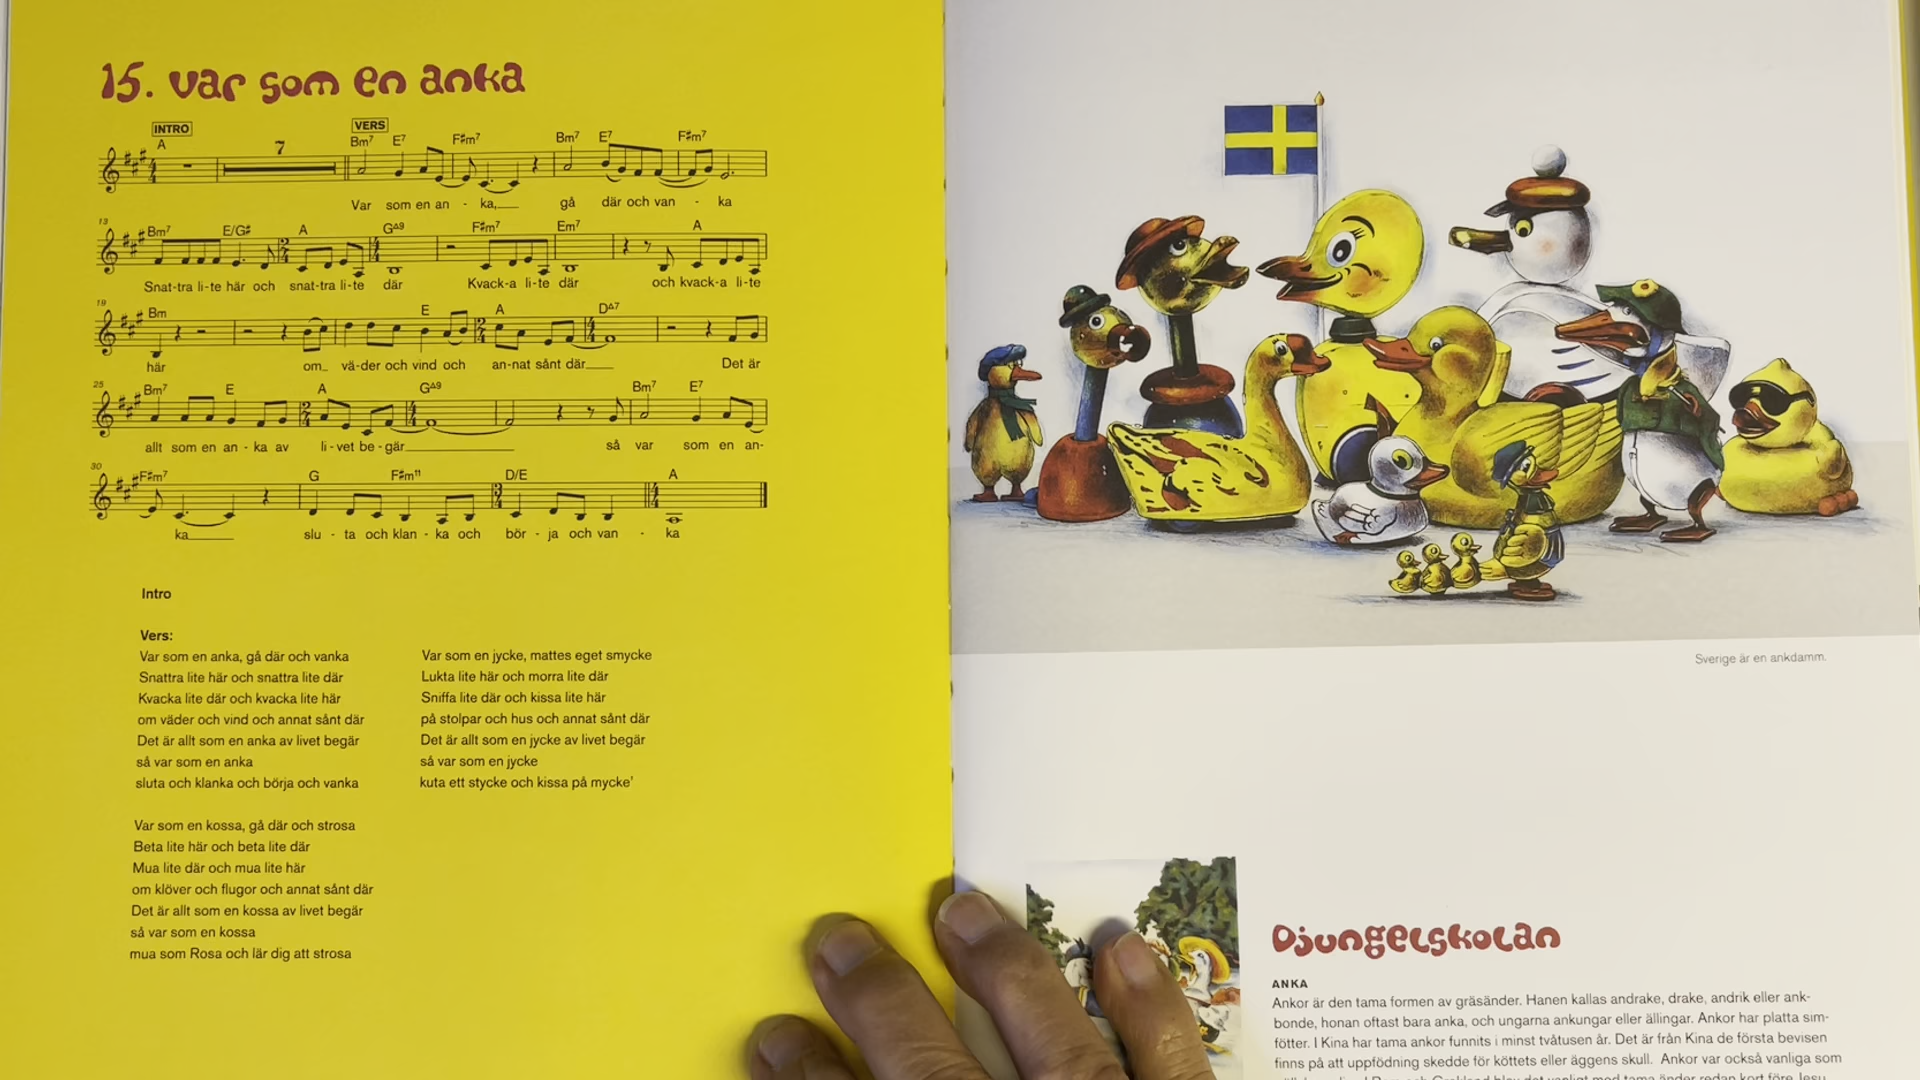 15. var som en anka
INTRO VERS
A 7 Bm7 E7 F#m7 Bm7 E7 F#m7
Var som en an - ka,___ gå där och van - ka
13
Bm7 E/G# A G△9 F#m7 Em7 A
Snat-tra li-te här och snat-tra li-te där Kvack-a li-te där och kvack-a li-te
19
Bm E A D△7
här om_ vä-der och vind och an-nat sånt där___ Det är
25
Bm7 E A G△9 Bm7 E7
allt som en an-ka av li-vet be-gär___ så var som en an-
30
F#m7 G F#m11 D/E A
ka___ slu - ta och klan - ka och bör - ja och van - ka
Intro
Vers:
Var som en anka, gå där och vanka
Snattra lite här och snattra lite där
Kvacka lite där och kvacka lite här
om väder och vind och annat sånt där
Det är allt som en anka av livet begär
så var som en anka
sluta och klanka och börja och vanka
Var som en kossa, gå där och strosa
Beta lite här och beta lite där
Mua lite där och mua lite här
om klöver och flugor och annat sånt där
Det är allt som en kossa av livet begär
så var som en kossa
mua som Rosa och lär dig att strosa
Var som en jycke, mattes eget smycke
Lukta lite här och morra lite där
Sniffa lite där och kissa lite här
på stolpar och hus och annat sånt där
Det är allt som en jycke av livet begär
så var som en jycke
kuta ett stycke och kissa på mycke'
Sverige är en ankdamm.
Djungelskolan
ANKA
Ankor är den tama formen av gräsänder. Hanen kallas andrake, drake, andrik eller ank-
bonde, honan oftast bara anka, och ungarna ankungar eller ällingar. Ankor har platta sim-
fötter. I Kina har tama ankor funnits i minst tvåtusen år. Det är från Kina de första bevisen
finns på att uppfödning skedde för köttets eller äggens skull. Ankor var också vanliga som